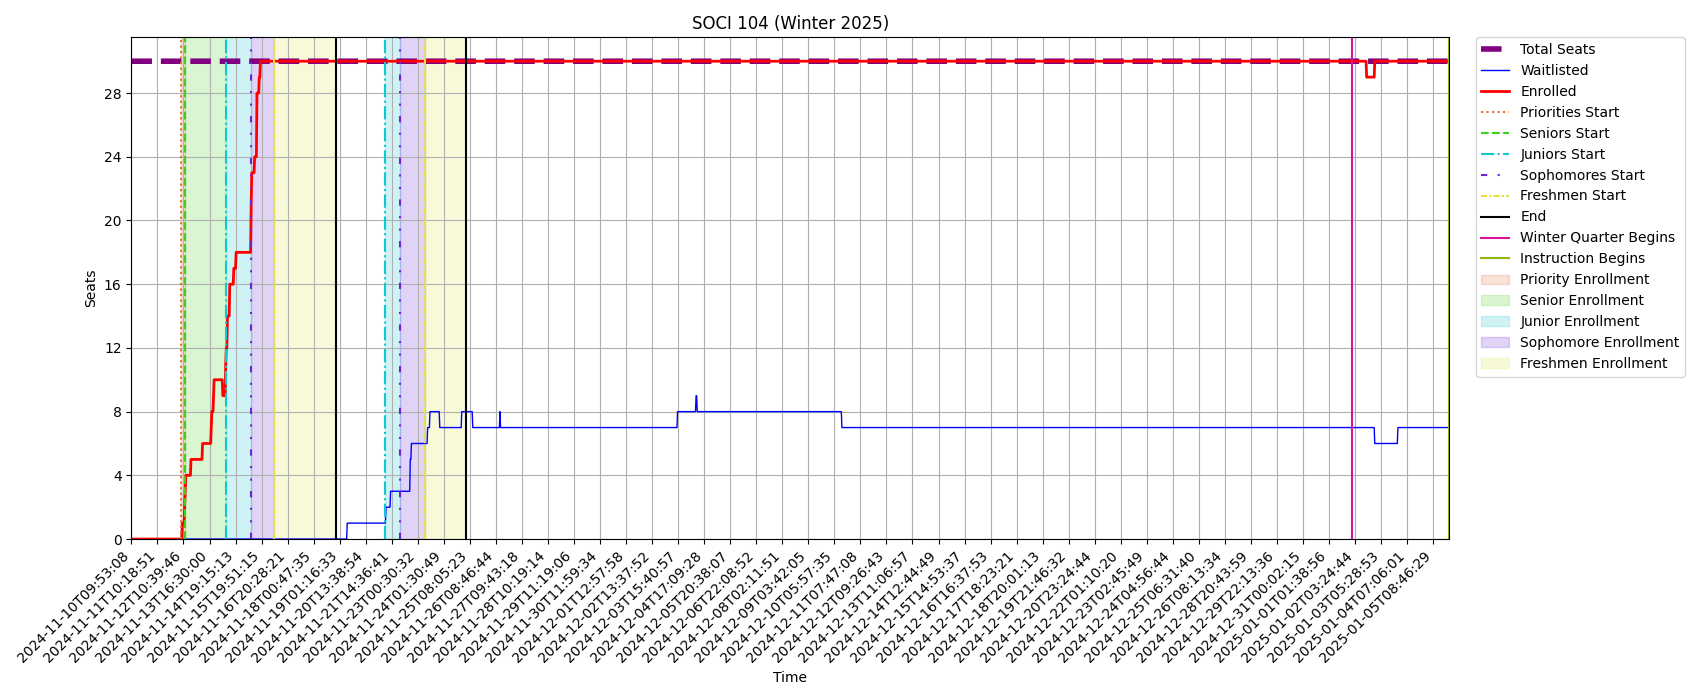 SOCI 104 (Winter 2025)
Seats
28
24
20
16
12
8
4
0
2024-11-10T09:53:08
2024-11-11T10:18:51
2024-11-12T10:39:46
2024-11-13T16:30:00
2024-11-14T19:15:13
2024-11-15T19:51:15
2024-11-16T20:28:21
2024-11-18T00:47:35
2024-11-19T01:16:33
2024-11-20T13:38:54
2024-11-21T14:36:41
2024-11-23T01:30:32
2024-11-24T01:30:49
2024-11-25T08:05:23
2024-11-26T08:46:44
2024-11-27T09:43:18
2024-11-28T10:19:14
2024-11-29T11:19:06
2024-11-30T11:59:34
2024-12-01T12:57:58
2024-12-02T13:37:52
2024-12-03T15:40:57
2024-12-04T17:09:28
2024-12-05T20:38:07
2024-12-06T22:08:52
2024-12-08T02:11:51
2024-12-09T03:42:05
2024-12-10T05:57:35
2024-12-11T07:47:08
2024-12-12T09:26:43
2024-12-13T11:06:57
2024-12-14T12:44:49
2024-12-15T14:53:37
2024-12-16T16:37:53
2024-12-17T18:23:21
2024-12-18T20:01:13
2024-12-19T21:46:32
2024-12-20T23:24:44
2024-12-22T01:10:20
2024-12-23T02:45:49
2024-12-24T04:56:44
2024-12-25T06:31:40
2024-12-26T08:13:34
2024-12-28T20:43:59
2024-12-29T22:13:36
2024-12-31T00:02:15
2025-01-01T01:38:56
2025-01-02T03:24:44
2025-01-03T05:28:53
2025-01-04T07:06:01
2025-01-05T08:46:29
Time
Total Seats
Waitlisted
Enrolled
Priorities Start
Seniors Start
Juniors Start
Sophomores Start
Freshmen Start
End
Winter Quarter Begins
Instruction Begins
Priority Enrollment
Senior Enrollment
Junior Enrollment
Sophomore Enrollment
Freshmen Enrollment